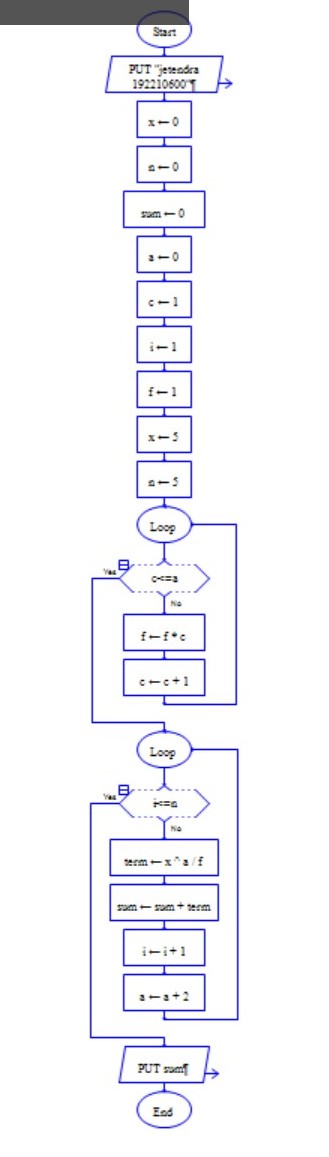 Start
PUT "jetendra
192210600"¶
x ← 0
n ← 0
sum ← 0
a ← 0
c ← 1
i ← 1
f ← 1
x ← 5
n ← 5
Loop
Yes
c<=a
No
f ← f * c
c ← c + 1
Loop
Yes
i<=n
No
term ← x ^ a / f
sum ← sum + term
i ← i + 1
a ← a + 2
PUT sum¶
End